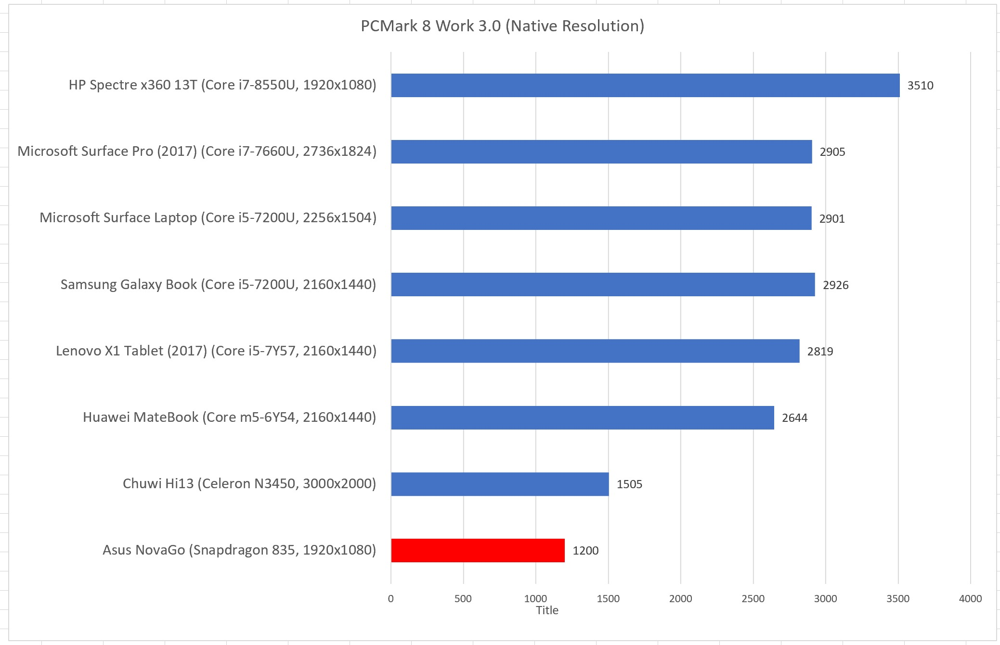 PCMark 8 Work 3.0 (Native Resolution)
HP Spectre x360 13T (Core i7-8550U, 1920x1080)
3510
Microsoft Surface Pro (2017) (Core i7-7660U, 2736x1824)
2905
Microsoft Surface Laptop (Core i5-7200U, 2256x1504)
2901
Samsung Galaxy Book (Core i5-7200U, 2160x1440)
2926
Lenovo X1 Tablet (2017) (Core i5-7Y57, 2160x1440)
2819
Huawei MateBook (Core m5-6Y54, 2160x1440)
2644
Chuwi Hi13 (Celeron N3450, 3000x2000)
1505
Asus NovaGo (Snapdragon 835, 1920x1080)
1200
0 500 1000 1500 2000 2500 3000 3500 4000
Title